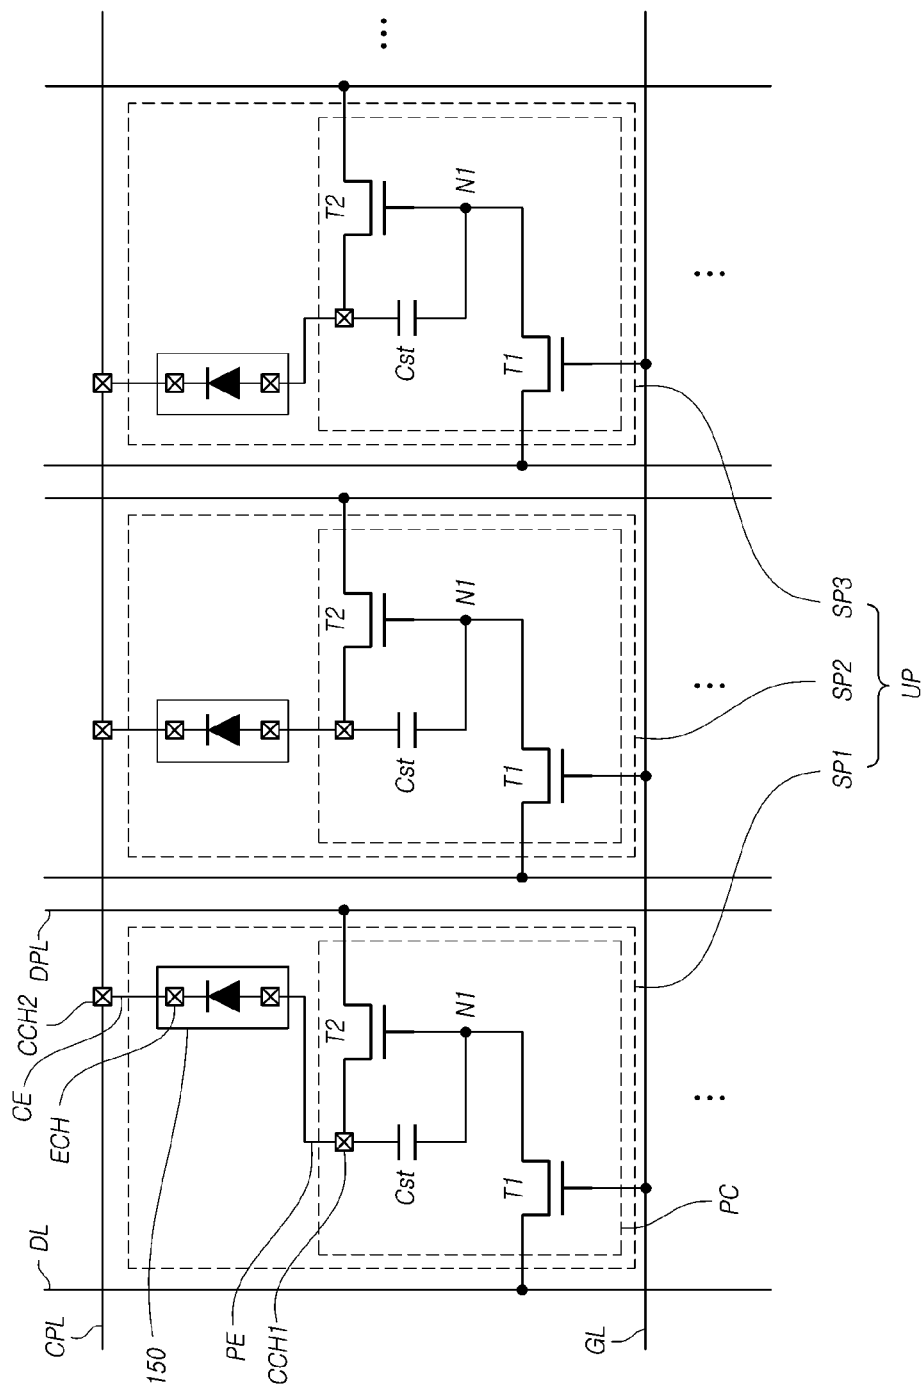 DL
CE
CCH2
DPL
CPL
ECH
150
PE
CCH1
T2
T2
T2
Cst
Cst
Cst
N1
N1
N1
T1
T1
T1
GL
PC
SP1
SP2
SP3
UP